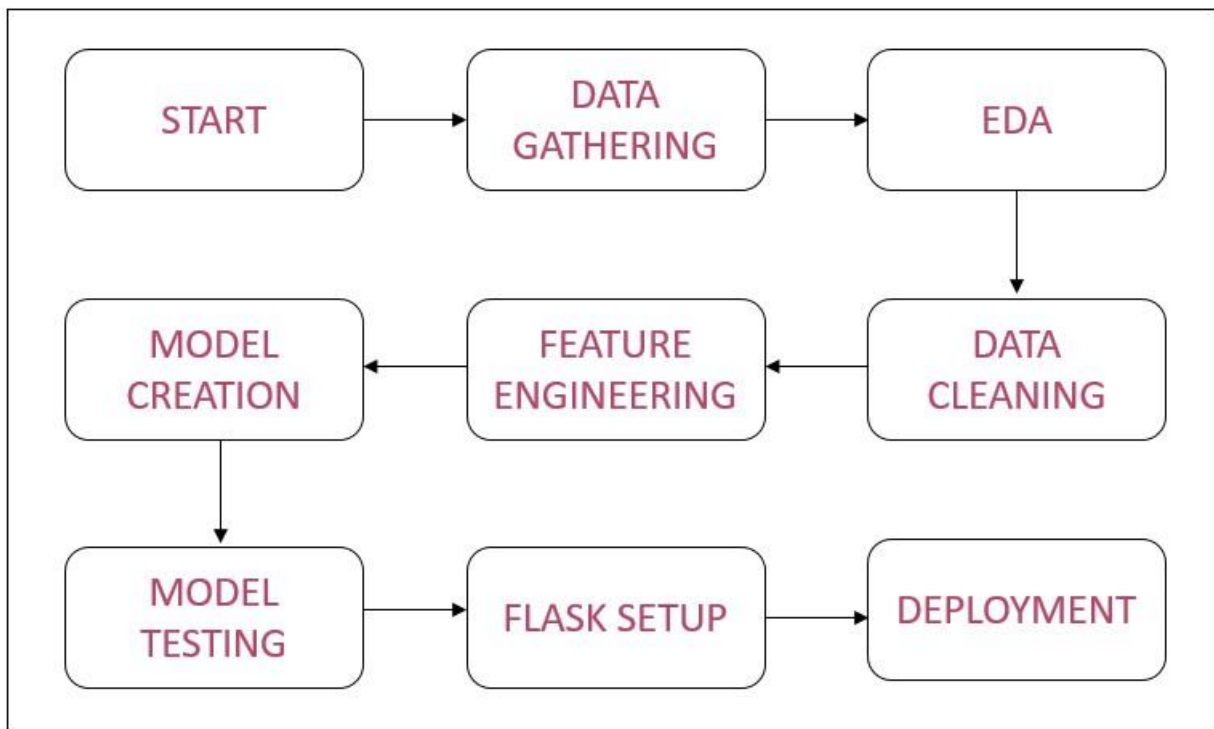 START
DATA
GATHERING
EDA
MODEL
CREATION
FEATURE
ENGINEERING
DATA
CLEANING
MODEL
TESTING
FLASK SETUP
DEPLOYMENT